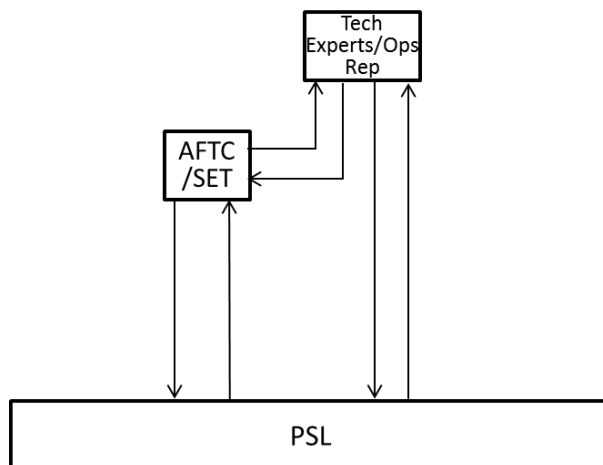 Tech
Experts/Ops
Rep
AFTC
/SET
PSL